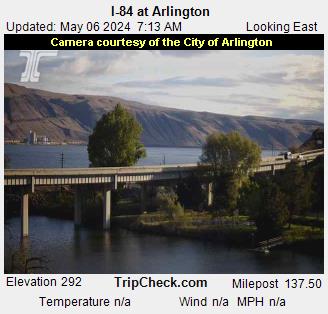 I-84 at Arlington
Updated: May 06 2024 7:13 AM Looking East
Camera courtesy of the City of Arlington
Elevation 292 TripCheck.com Milepost 137.50
Temperature n/a Wind n/a MPH n/a